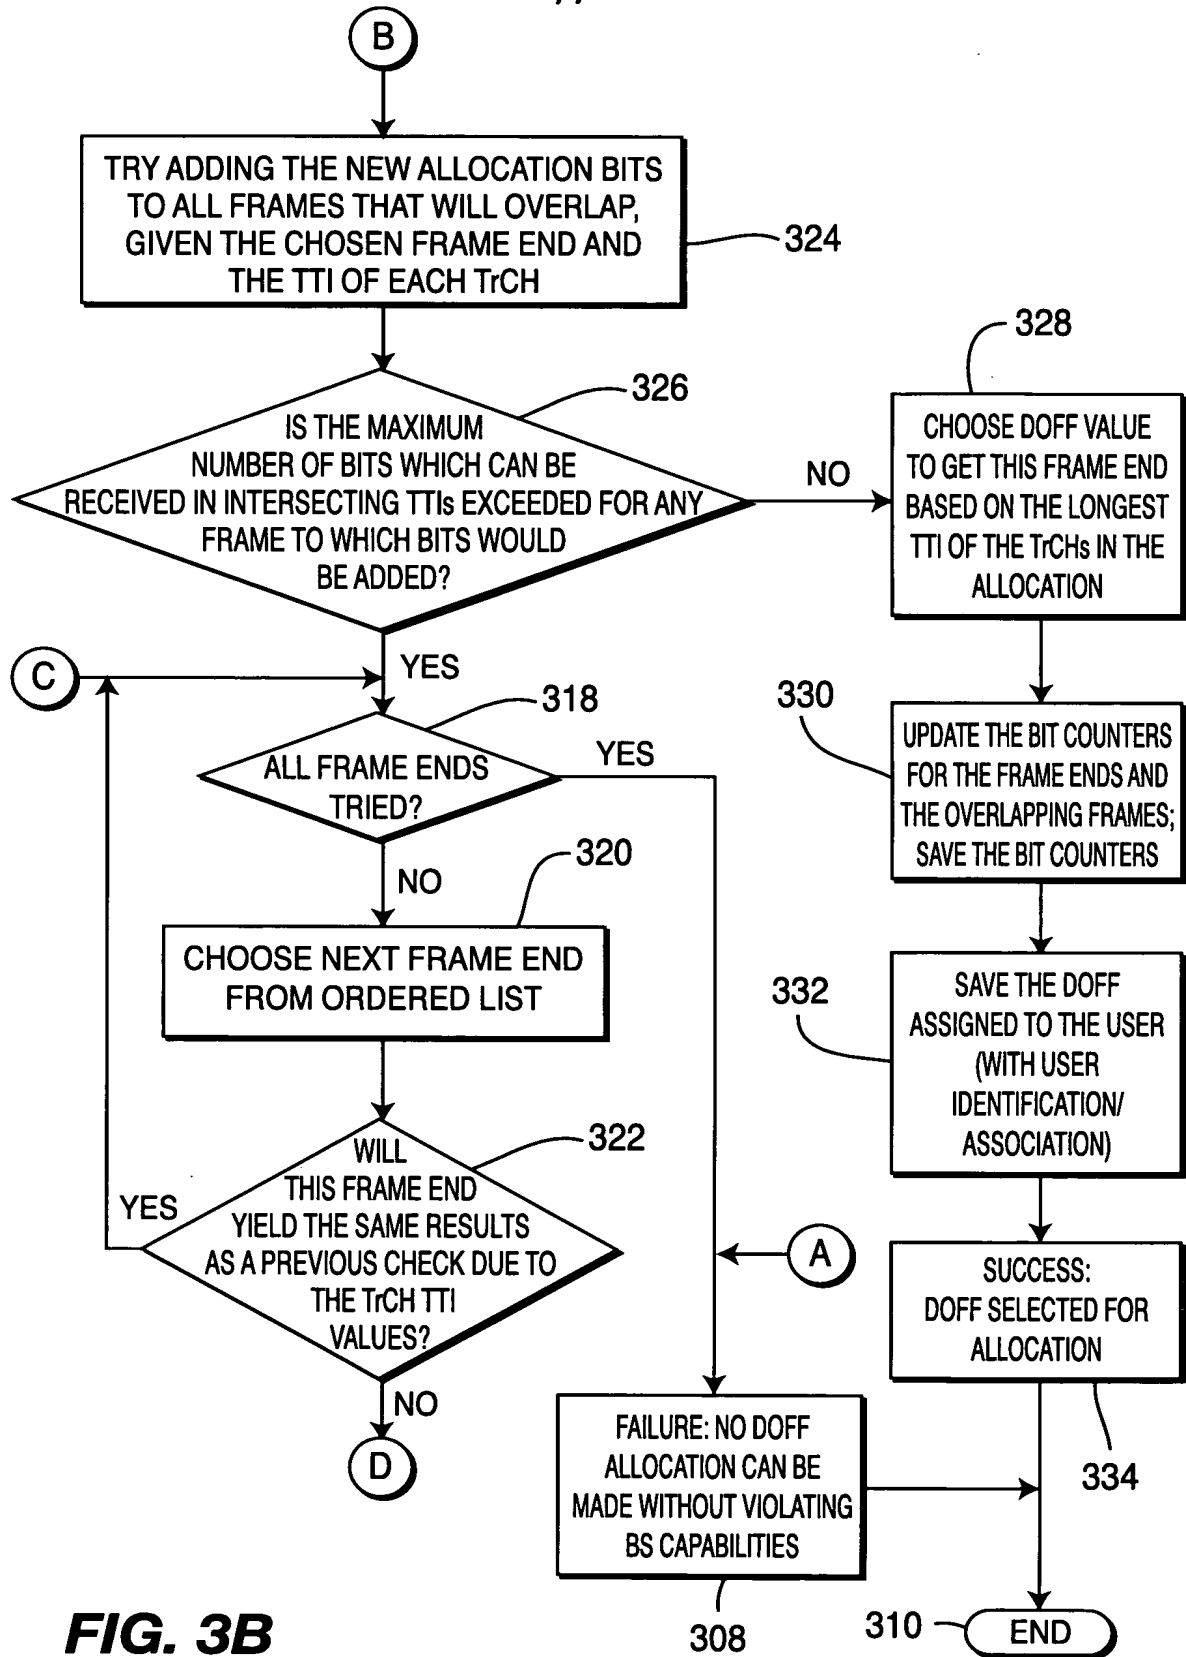 B
TRY ADDING THE NEW ALLOCATION BITS
TO ALL FRAMES THAT WILL OVERLAP,
GIVEN THE CHOSEN FRAME END AND
THE TTI OF EACH TrCH
324
326
IS THE MAXIMUM
NUMBER OF BITS WHICH CAN BE
RECEIVED IN INTERSECTING TTIs EXCEEDED FOR ANY
FRAME TO WHICH BITS WOULD
BE ADDED?
NO
328
CHOOSE DOFF VALUE
TO GET THIS FRAME END
BASED ON THE LONGEST
TTI OF THE TrCHs IN THE
ALLOCATION
C
YES
318
ALL FRAME ENDS
TRIED?
YES
330
UPDATE THE BIT COUNTERS
FOR THE FRAME ENDS AND
THE OVERLAPPING FRAMES;
SAVE THE BIT COUNTERS
NO
320
CHOOSE NEXT FRAME END
FROM ORDERED LIST
332
SAVE THE DOFF
ASSIGNED TO THE USER
(WITH USER
IDENTIFICATION/
ASSOCIATION)
322
WILL
THIS FRAME END
YIELD THE SAME RESULTS
AS A PREVIOUS CHECK DUE TO
THE TrCH TTI
VALUES?
YES
A
SUCCESS:
DOFF SELECTED FOR
ALLOCATION
334
NO
D
FAILURE: NO DOFF
ALLOCATION CAN BE
MADE WITHOUT VIOLATING
BS CAPABILITIES
308
310
END
FIG. 3B